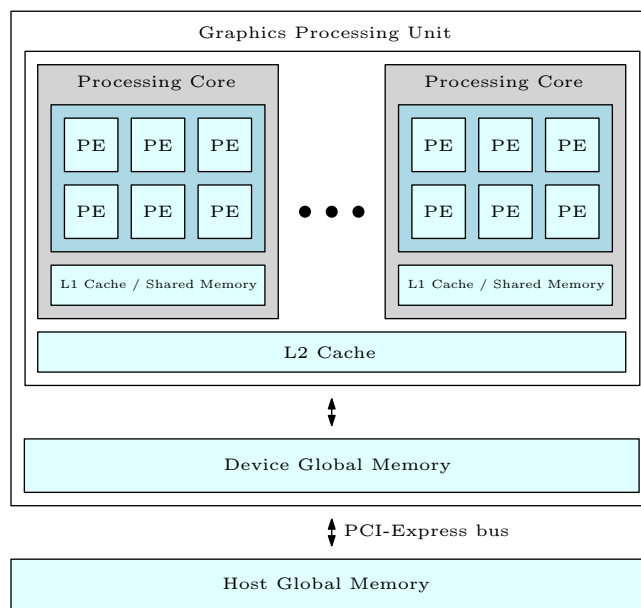 Graphics Processing Unit
Processing Core
Processing Core
PE PE PE
PE PE PE
PE PE PE
PE PE PE
L1 Cache / Shared Memory
L1 Cache / Shared Memory
L2 Cache
Device Global Memory
PCI-Express bus
Host Global Memory